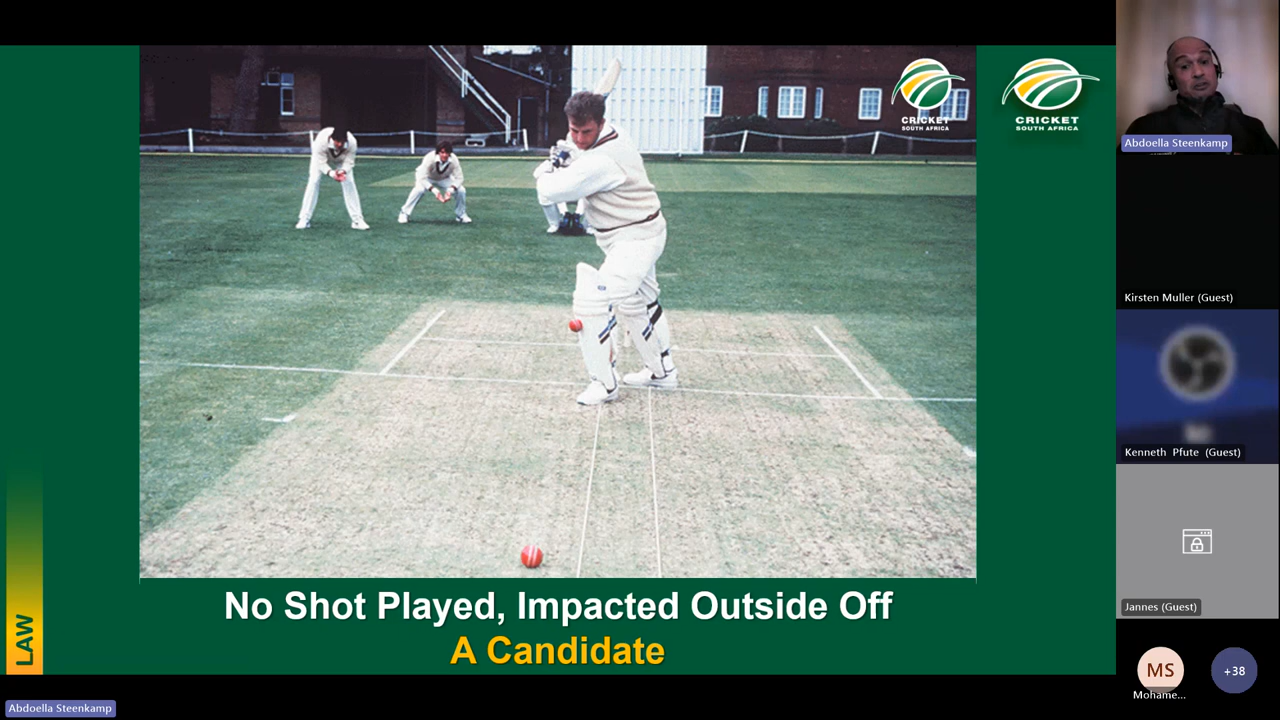 CRICKET
SOUTH AFRICA
CRICKET
SOUTH AFRICA
LAW
No Shot Played, Impacted Outside Off
A Candidate
Abdoella Steenkamp
Abdoella Steenkamp
Kirsten Muller (Guest)
Kenneth Pfute (Guest)
Jannes (Guest)
MS
Mohame...
+38